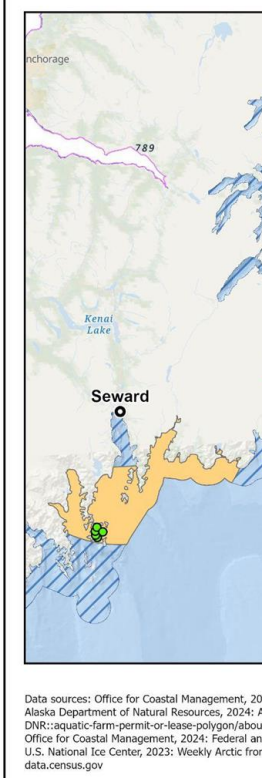 nchorage
789
Kenai
Lake
Seward
Data sources: Office for Coastal Management, 20
Alaska Department of Natural Resources, 2024: A
DNR::aquatic-farm-permit-or-lease-polygon/abou
Office for Coastal Management, 2024: Federal an
U.S. National Ice Center, 2023: Weekly Arctic fron
data.census.gov